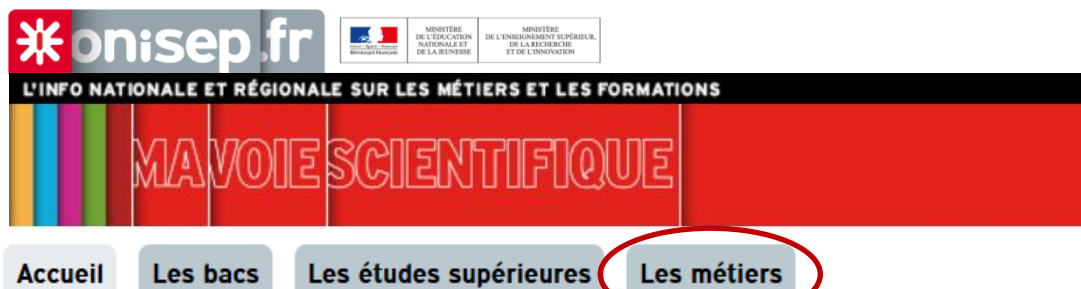 onisep.fr
MINISTÈRE
DE L'ÉDUCATION
NATIONALE ET
DE LA JEUNESSE
MINISTÈRE
DE L'ENSEIGNEMENT SUPÉRIEUR,
DE LA RECHERCHE
ET DE L'INNOVATION
L'INFO NATIONALE ET RÉGIONALE SUR LES MÉTIERS ET LES FORMATIONS
MA VOIE SCIENTIFIQUE
Accueil Les bacs Les études supérieures Les métiers